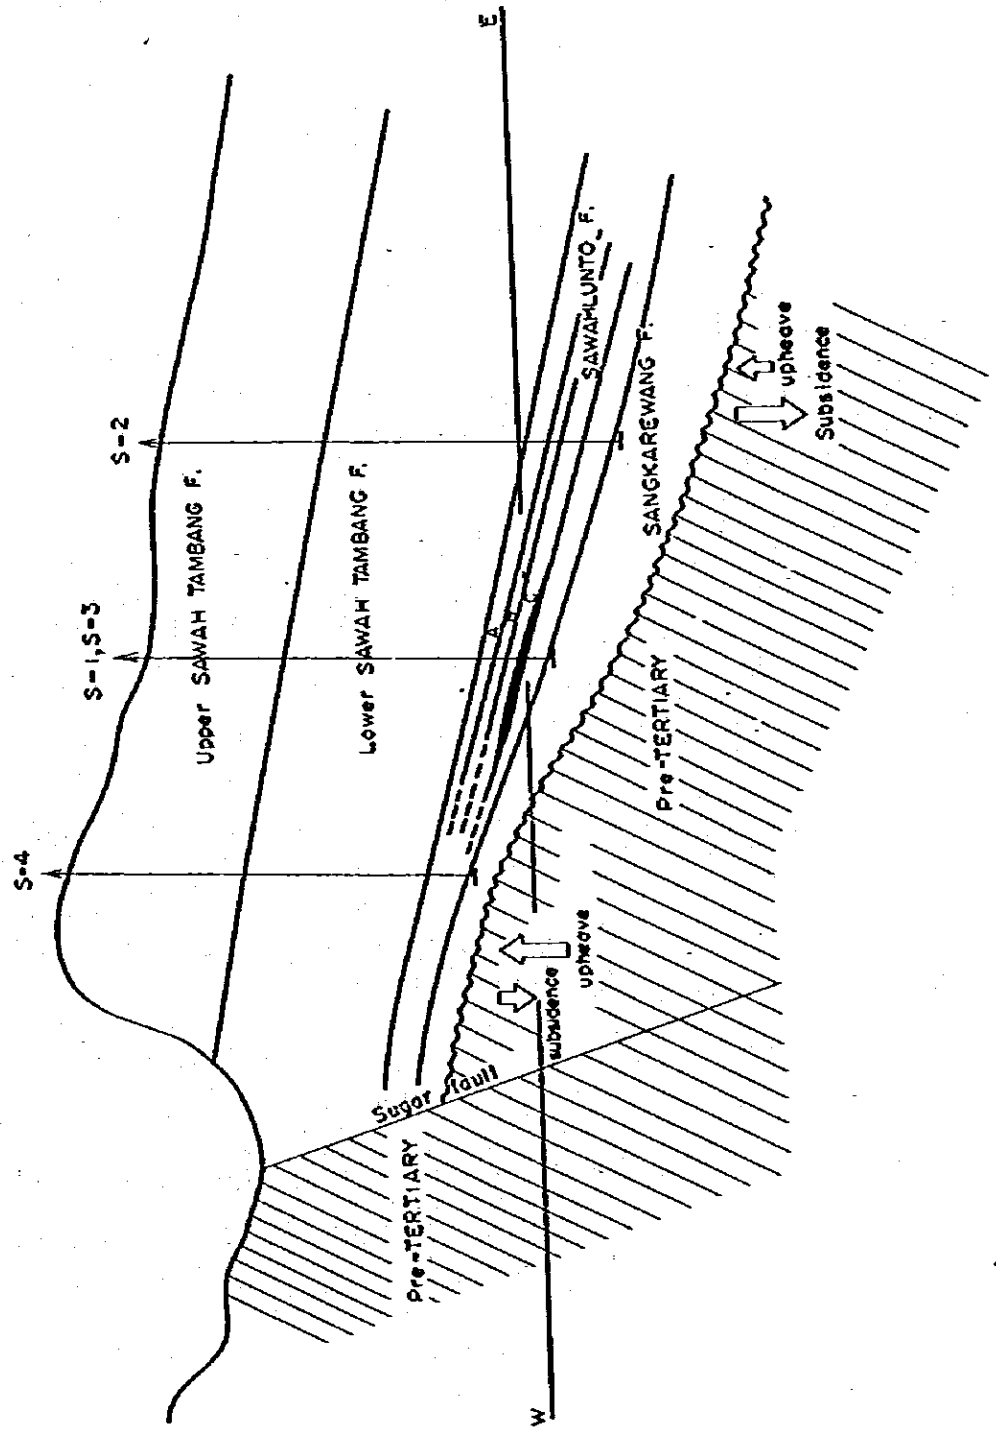 S-4
S-1, S-3
S-2
Upper SAWAH TAMBANG F.
Lower SAWAH TAMBANG F.
E
W
A
C
SAWAHLUNTO F.
SANGKAREWANG F.
Sugar fault
Pre-TERTIARY
Pre-TERTIARY
subsidence
upheave
upheave
Subsidence